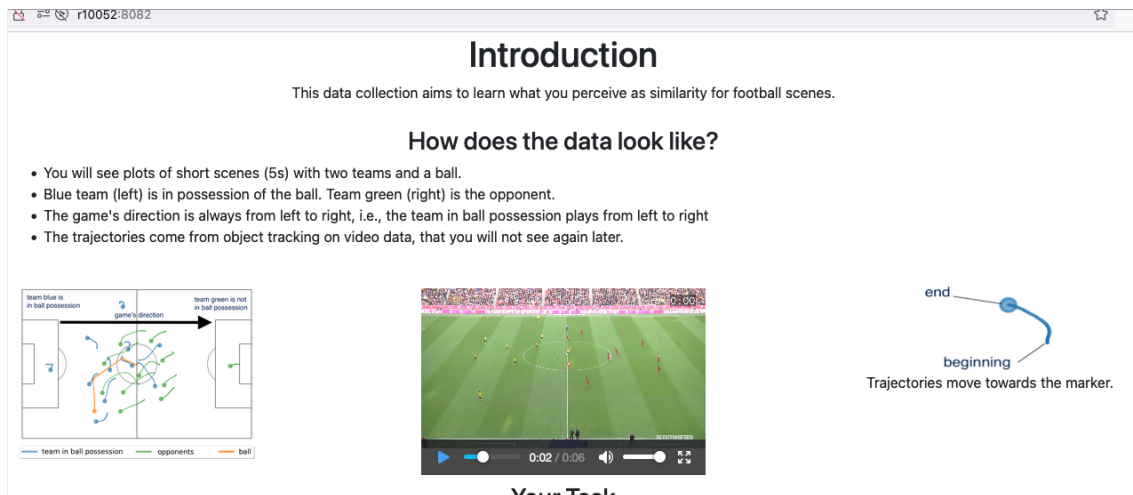 r10052:8082
Introduction
This data collection aims to learn what you perceive as similarity for football scenes.
How does the data look like?
You will see plots of short scenes (5s) with two teams and a ball.
Blue team (left) is in possession of the ball. Team green (right) is the opponent.
The game's direction is always from left to right, i.e., the team in ball possession plays from left to right
The trajectories come from object tracking on video data, that you will not see again later.
team blue is
in ball possession
team green is not
in ball possession
game's direction
team in ball possession opponents ball
0:00
0:02 / 0:06
end
beginning
Trajectories move towards the marker.
Your Task